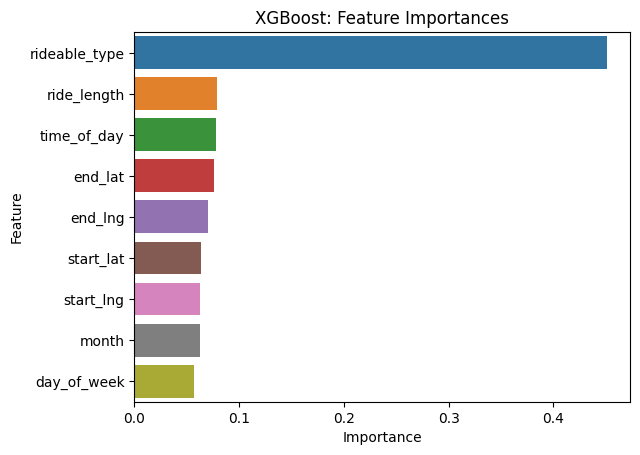 XGBoost: Feature Importances
Feature
rideable_type
ride_length
time_of_day
end_lat
end_lng
start_lat
start_lng
month
day_of_week
0.0 0.1 0.2 0.3 0.4
Importance